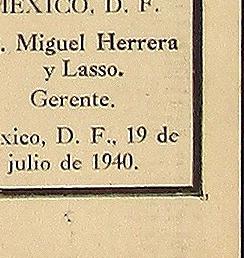 MEXICO, D. F.
. Miguel Herrera
y Lasso.
Gerente.
xico, D. F., 19 de
julio de 1940.